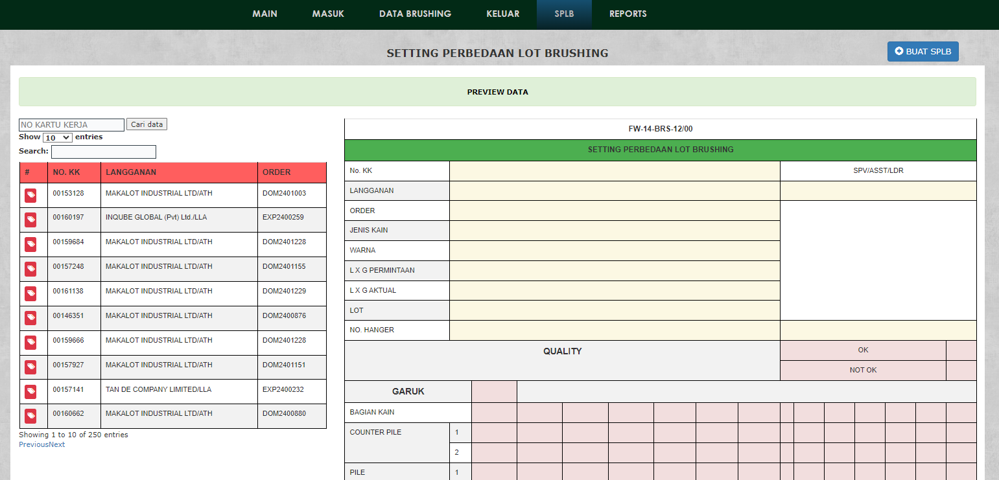 MAIN MASUK DATA BRUSHING KELUAR SPLB REPORTS
SETTING PERBEDAAN LOT BRUSHING
BUAT SPLB
PREVIEW DATA
NO KARTU KERJA Cari data
Show 10 entries
Search:
# NO. KK LANGGANAN ORDER
00153128 MAKALOT INDUSTRIAL LTD/ATH DOM2401003
00160197 INQUBE GLOBAL (Pvt) Ltd./LLA EXP2400259
00159684 MAKALOT INDUSTRIAL LTD/ATH DOM2401228
00157248 MAKALOT INDUSTRIAL LTD/ATH DOM2401155
00161138 MAKALOT INDUSTRIAL LTD/ATH DOM2401229
00146351 MAKALOT INDUSTRIAL LTD/ATH DOM2400876
00159666 MAKALOT INDUSTRIAL LTD/ATH DOM2401228
00157927 MAKALOT INDUSTRIAL LTD/ATH DOM2401151
00157141 TAN DE COMPANY LIMITED/LLA EXP2400232
00160662 MAKALOT INDUSTRIAL LTD/ATH DOM2400880
Showing 1 to 10 of 250 entries
PreviousNext
FW-14-BRS-12/00
SETTING PERBEDAAN LOT BRUSHING
No. KK SPV/ASST/LDR
LANGGANAN
ORDER
JENIS KAIN
WARNA
L X G PERMINTAAN
L X G AKTUAL
LOT
NO. HANGER
QUALITY OK
NOT OK
GARUK
BAGIAN KAIN
COUNTER PILE 1
2
PILE 1